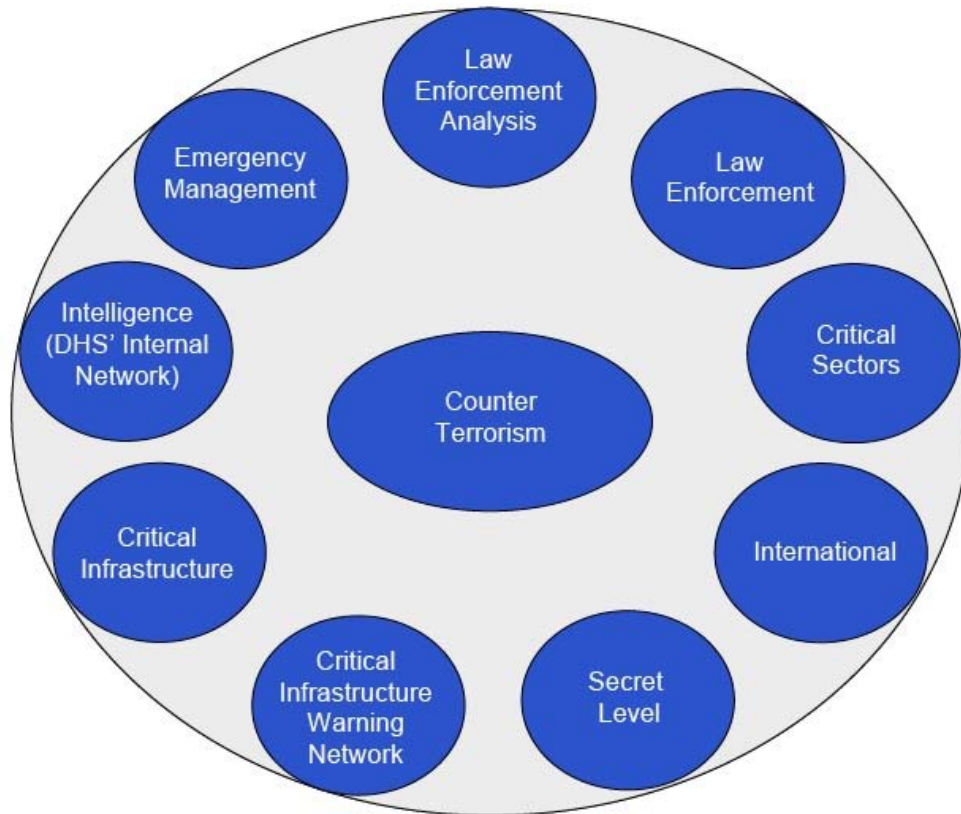 Law
Enforcement
Analysis
Emergency
Management
Law
Enforcement
Intelligence
(DHS' Internal
Network)
Critical
Sectors
Counter
Terrorism
Critical
Infrastructure
International
Critical
Infrastructure
Warning
Network
Secret
Level